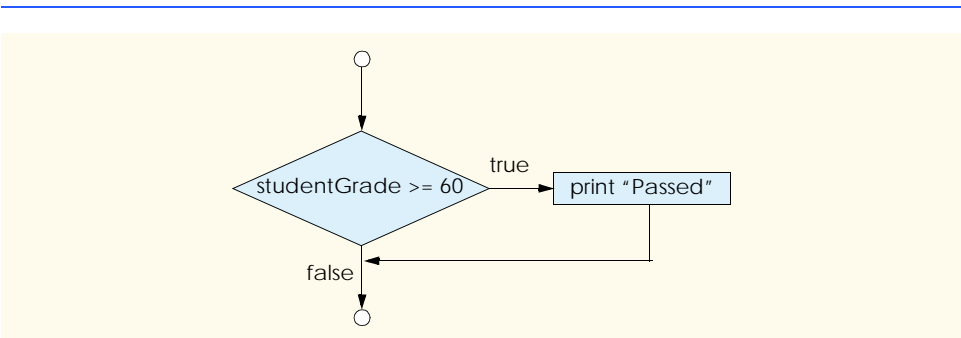 true
studentGrade >= 60
print “Passed”
false